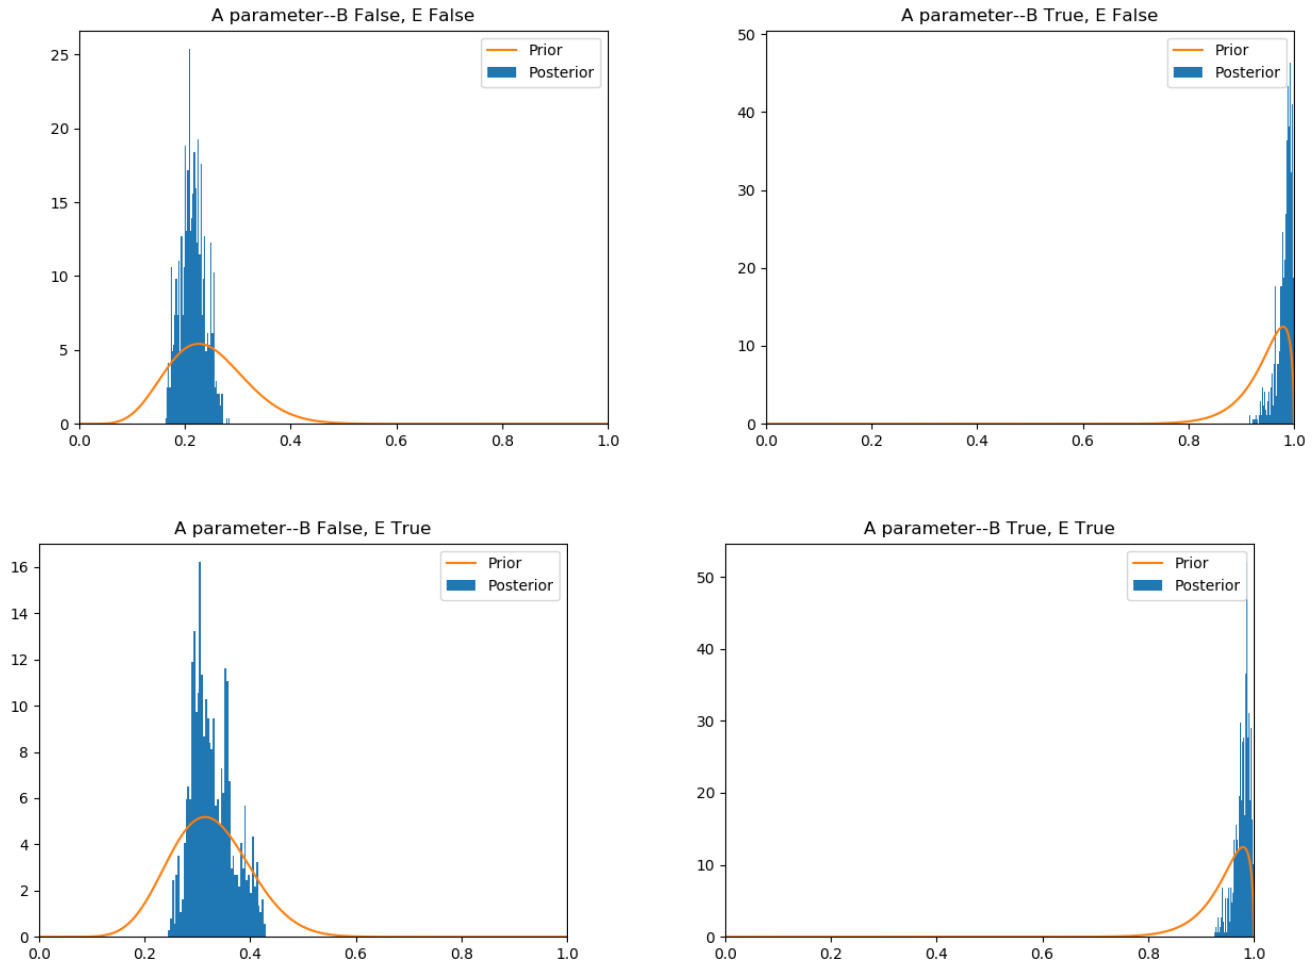 A parameter--B False, E False
Prior
Posterior
25
20
15
10
5
0
0.0 0.2 0.4 0.6 0.8 1.0
A parameter--B True, E False
Prior
Posterior
50
40
30
20
10
0
0.0 0.2 0.4 0.6 0.8 1.0
A parameter--B False, E True
Prior
Posterior
16
14
12
10
8
6
4
2
0
0.0 0.2 0.4 0.6 0.8 1.0
A parameter--B True, E True
Prior
Posterior
50
40
30
20
10
0
0.0 0.2 0.4 0.6 0.8 1.0